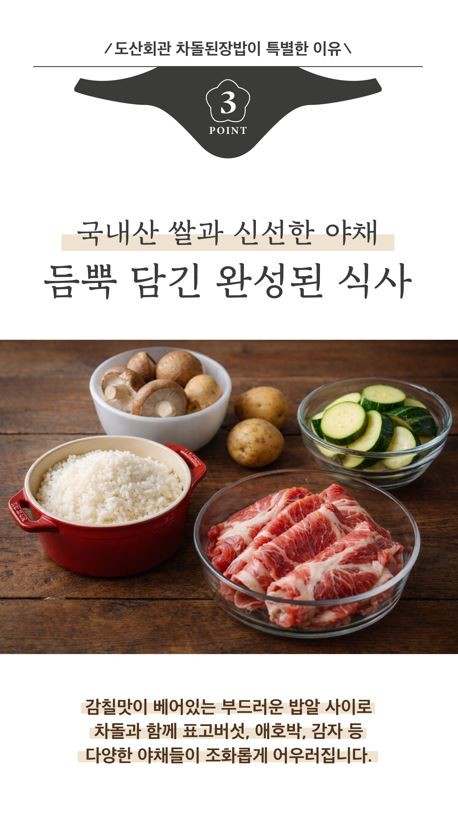 / 도산회관 차돌된장밥이 특별한 이유 \
3
POINT
국내산 쌀과 신선한 야채
듬뿍 담긴 완성된 식사
감칠맛이 베어있는 부드러운 밥알 사이로
차돌과 함께 표고버섯, 애호박, 감자 등
다양한 야채들이 조화롭게 어우러집니다.